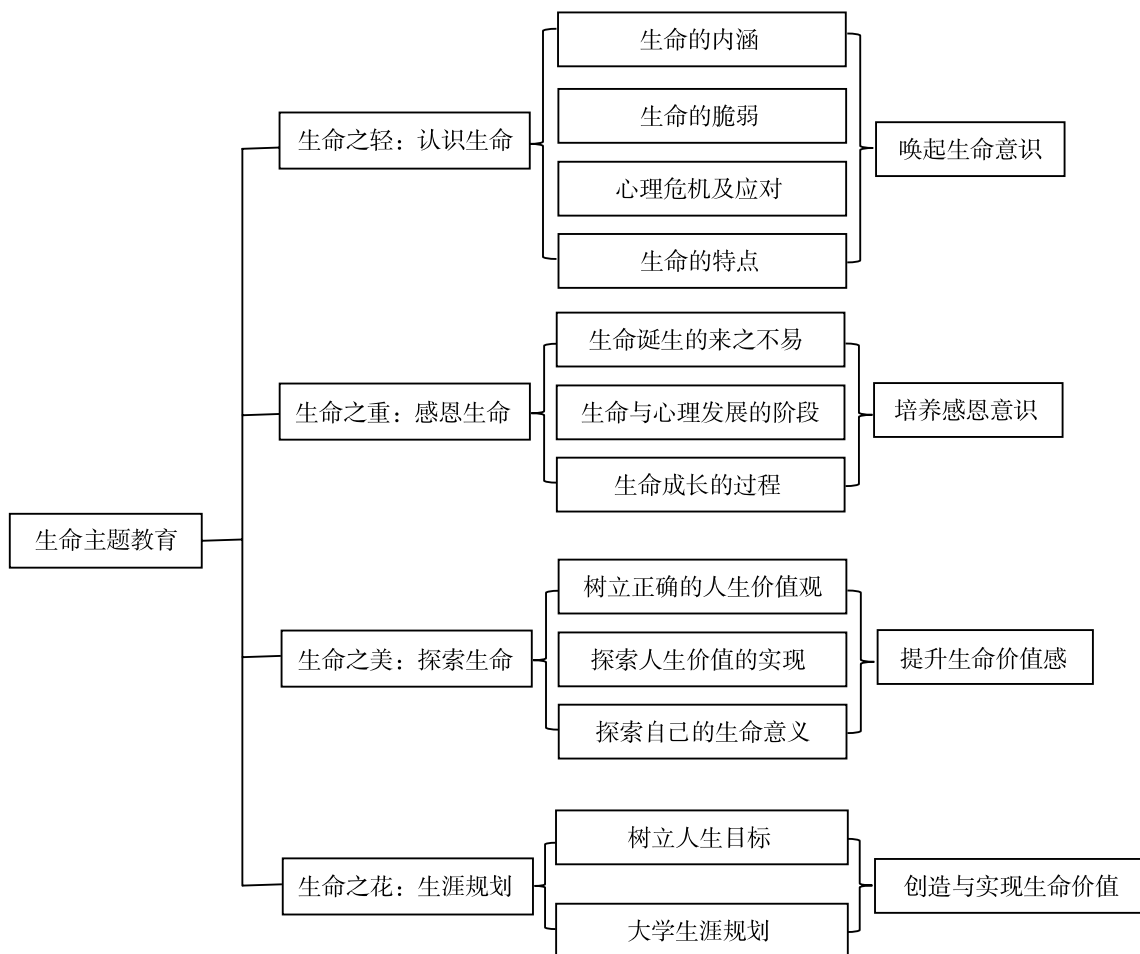 生命主题教育
生命之轻：认识生命
生命的内涵
生命的脆弱
心理危机及应对
生命的特点
唤起生命意识
生命之重：感恩生命
生命诞生的来之不易
生命与心理发展的阶段
生命成长的过程
培养感恩意识
生命之美：探索生命
树立正确的人生价值观
探索人生价值的实现
探索自己的生命意义
提升生命价值感
生命之花：生涯规划
树立人生目标
大学生涯规划
创造与实现生命价值